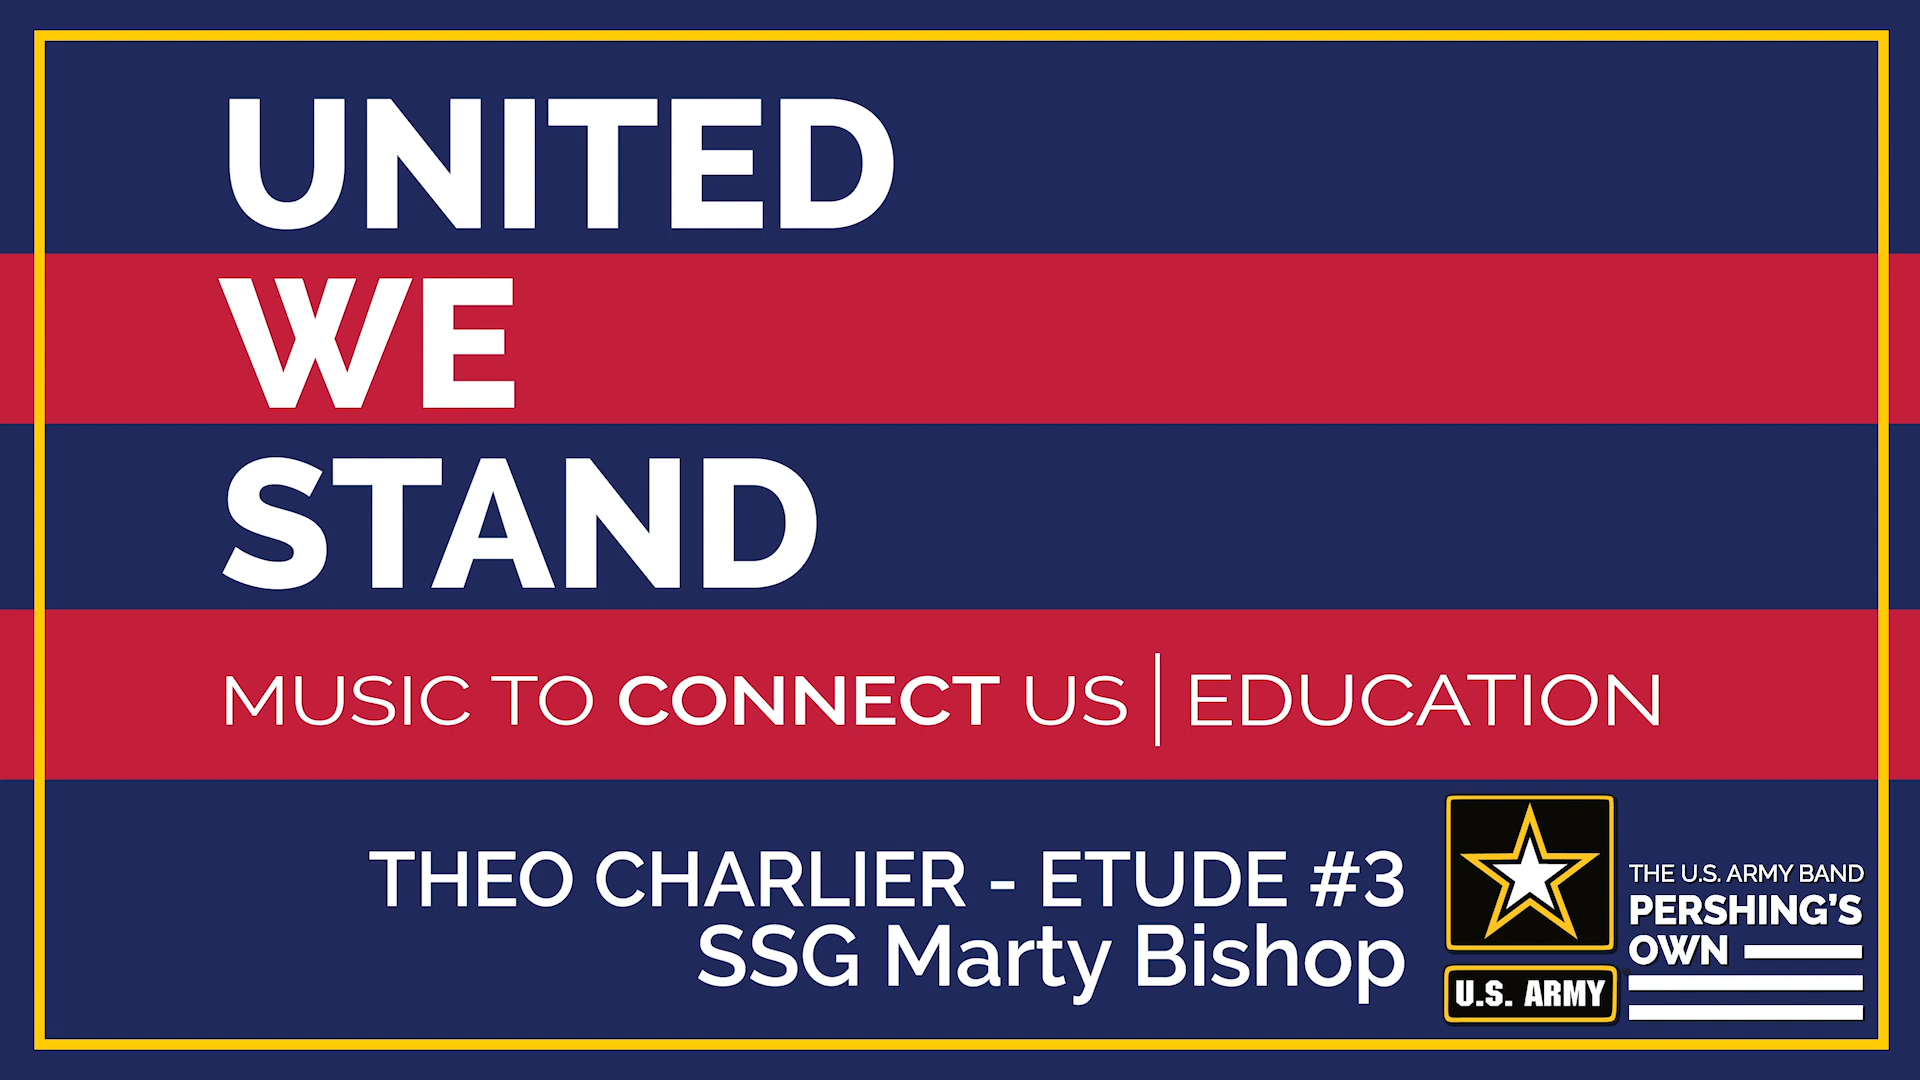 UNITED
WE
STAND
MUSIC TO CONNECT US | EDUCATION
THEO CHARLIER - ETUDE #3
SSG Marty Bishop
U.S. ARMY
THE U.S. ARMY BAND
PERSHING'S
OWN